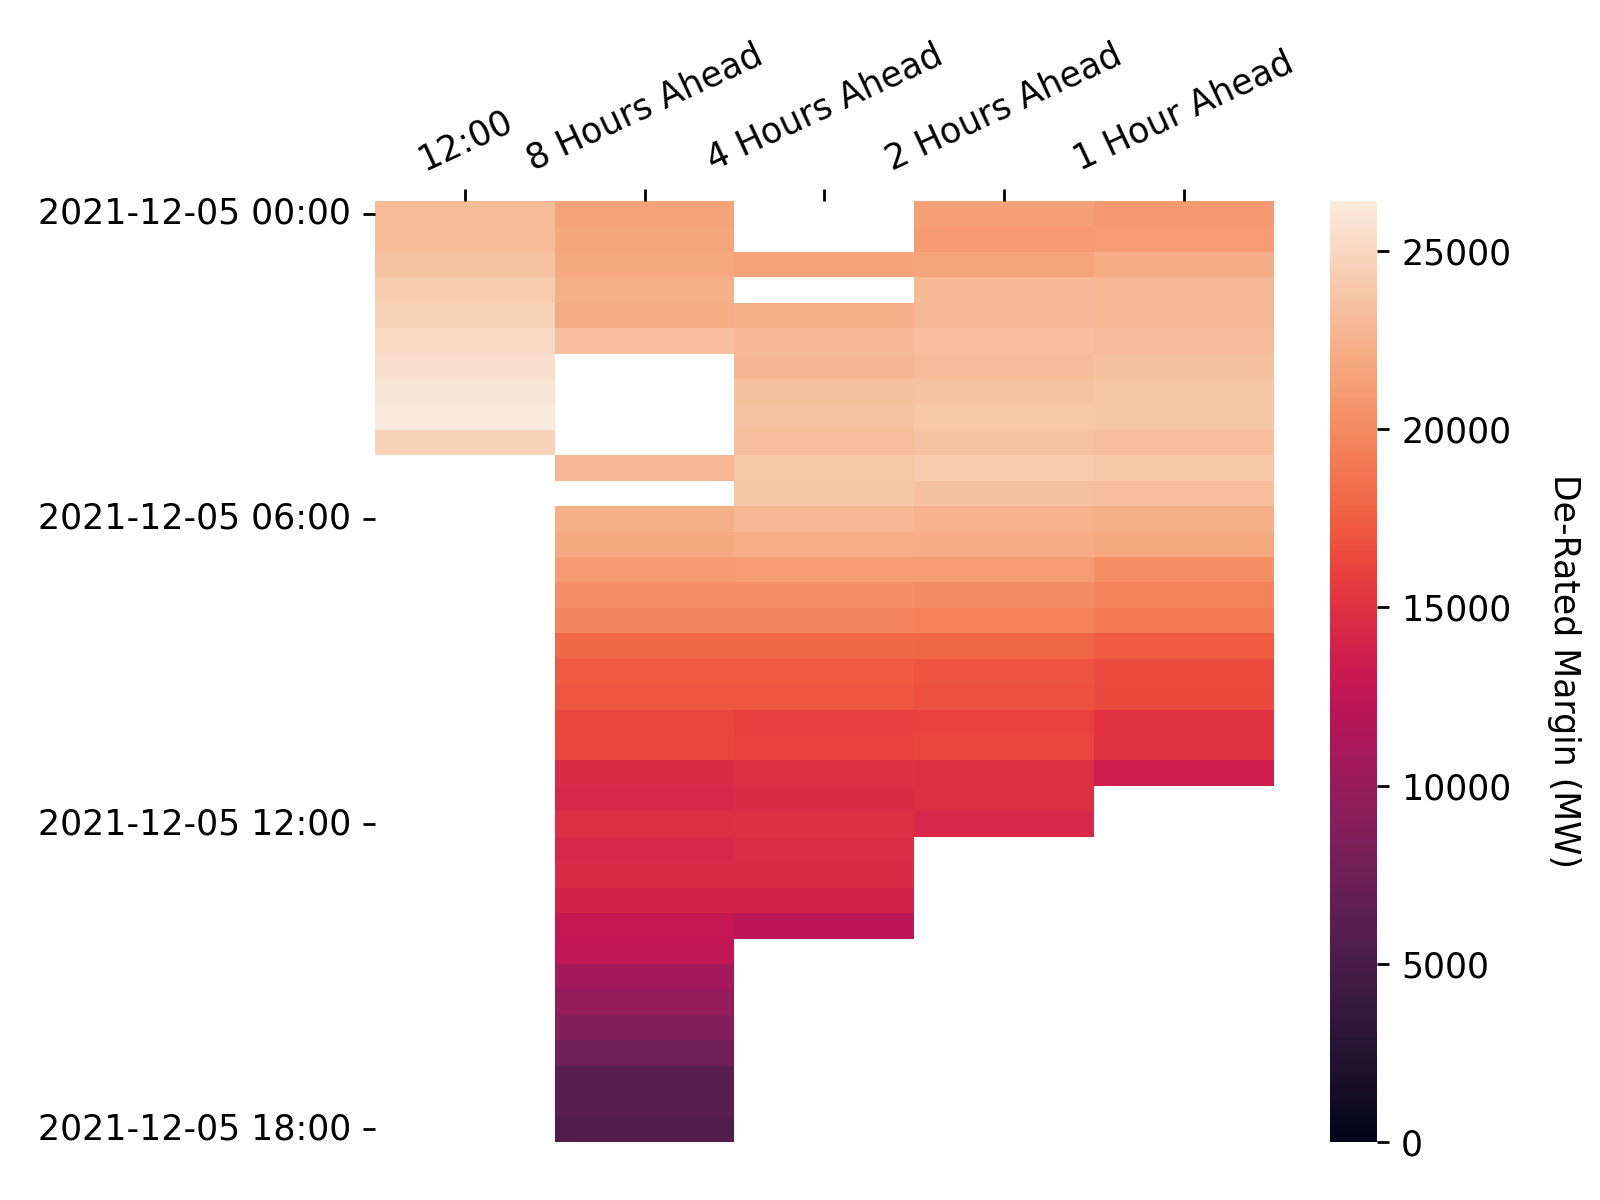 12:00
8 Hours Ahead
4 Hours Ahead
2 Hours Ahead
1 Hour Ahead
2021-12-05 00:00
2021-12-05 06:00
2021-12-05 12:00
2021-12-05 18:00
25000
20000
15000
10000
5000
0
De-Rated Margin (MW)